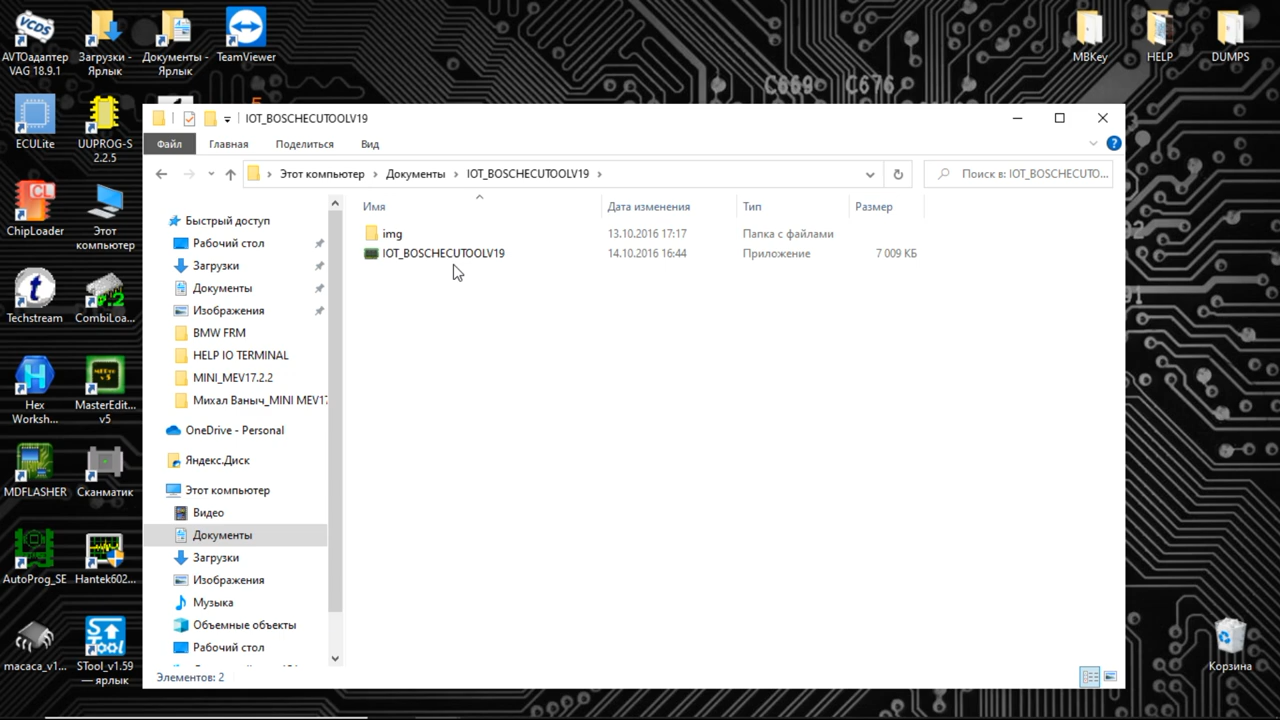 AVTOадаптер
VAG 18.9.1
Загрузки -
Ярлык
Документы -
Ярлык
TeamViewer
C669 C676
MBKey
HELP
DUMPS
ECULite
UUPROG-S
2.2.5
ChipLoader
Этот
компьютер
Techstream
CombiLoa...
Hex
Worksh...
MasterEdit...
v5
MDFLASHER
Сканматик
AutoProg_SE
Hantek602...
macaca_v1...
STool_v1.59
— ярлык
Корзина
IOT_BOSCHECUTOOLV19
Файл
Главная
Поделиться
Вид
Этот компьютер
Документы
IOT_BOSCHECUTOOLV19
Поиск в: IOT_BOSCHECUTO...
Имя
Дата изменения
Тип
Размер
img 13.10.2016 17:17 Папка с файлами
IOT_BOSCHECUTOOLV19 14.10.2016 16:44 Приложение 7 009 КБ
Быстрый доступ
Рабочий стол
Загрузки
Документы
Изображения
BMW FRM
HELP IO TERMINAL
MINI_MEV17.2.2
Михал Ваныч_MINI MEV17
OneDrive - Personal
Яндекс.Диск
Этот компьютер
Видео
Документы
Загрузки
Изображения
Музыка
Объемные объекты
Рабочий стол
Элементов: 2